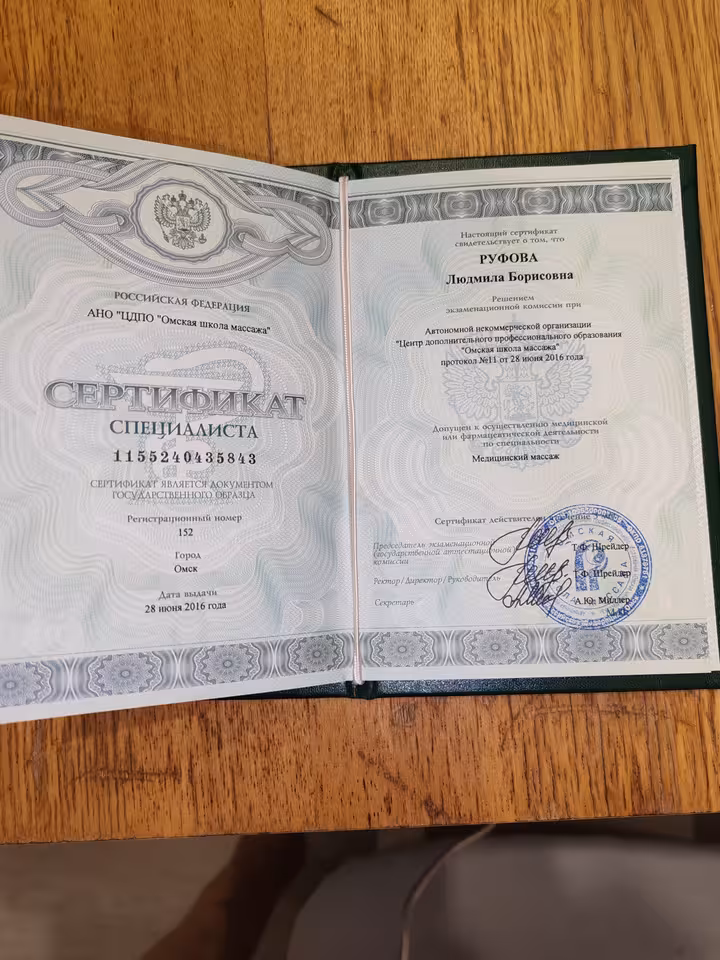 РОССИЙСКАЯ ФЕДЕРАЦИЯ
АНО "ЦДПО "Омская школа массажа"
СЕРТИФИКАТ
СПЕЦИАЛИСТА
1155240435843
СЕРТИФИКАТ ЯВЛЯЕТСЯ ДОКУМЕНТОМ
ГОСУДАРСТВЕННОГО ОБРАЗЦА
Регистрационный номер
152
Город
Омск
Дата выдачи
28 июня 2016 года
Настоящий сертификат
свидетельствует о том, что
РУФОВА
Людмила Борисовна
Решением
экзаменационной комиссии при
Автономной некоммерческой организации
"Центр дополнительного профессионального образования
"Омская школа массажа"
протокол №11 от 28 июня 2016 года
Допущен к осуществлению медицинской
или фармацевтической деятельности
по специальности
Медицинский массаж
Сертификат действителен
Председатель экзаменационной
(государственной аттестационной)
комиссии
Т.Ф. Шрейдер
Ректор/Директор/Руководитель
Т.Ф. Шрейдер
Секретарь
А.Ю. Миллер